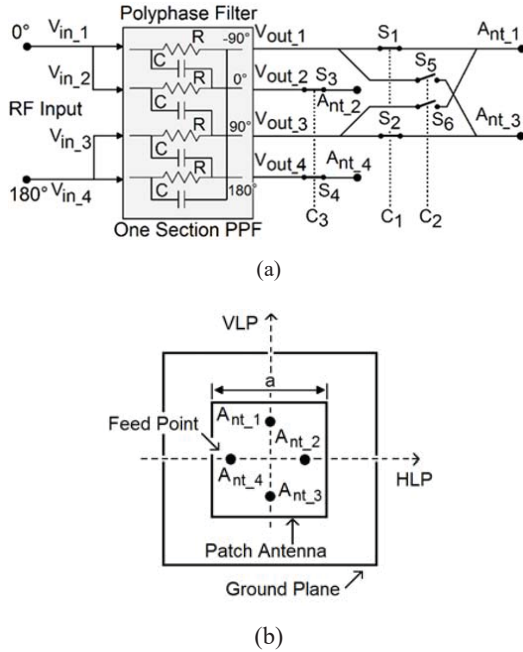 Polyphase Filter
0° V_in_1 R -90° V_out_1 S_1 A_nt_1
C
V_in_2 R 0° V_out_2 S_3 S_5
C A_nt_2
RF Input
V_in_3 R 90° V_out_3 S_6
C S_2 A_nt_3
R 180° V_out_4 A_nt_4
180° V_in_4 C S_4
One Section PPF C_3 C_1 C_2
(a)
VLP
a
A_nt_1
Feed Point A_nt_2
A_nt_4 HLP
A_nt_3
Patch Antenna
Ground Plane
(b)